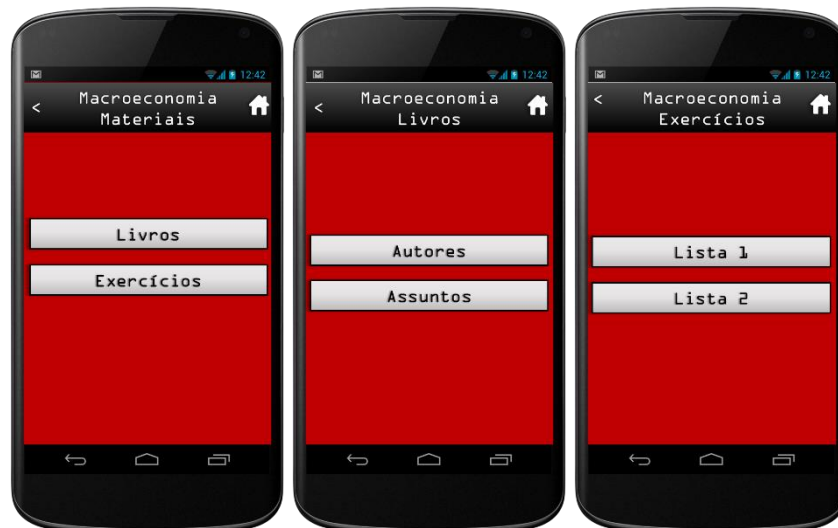 12:42
<
Macroeconomia
Materiais
Livros
Exercícios
12:42
<
Macroeconomia
Livros
Autores
Assuntos
12:42
<
Macroeconomia
Exercícios
Lista 1
Lista 2